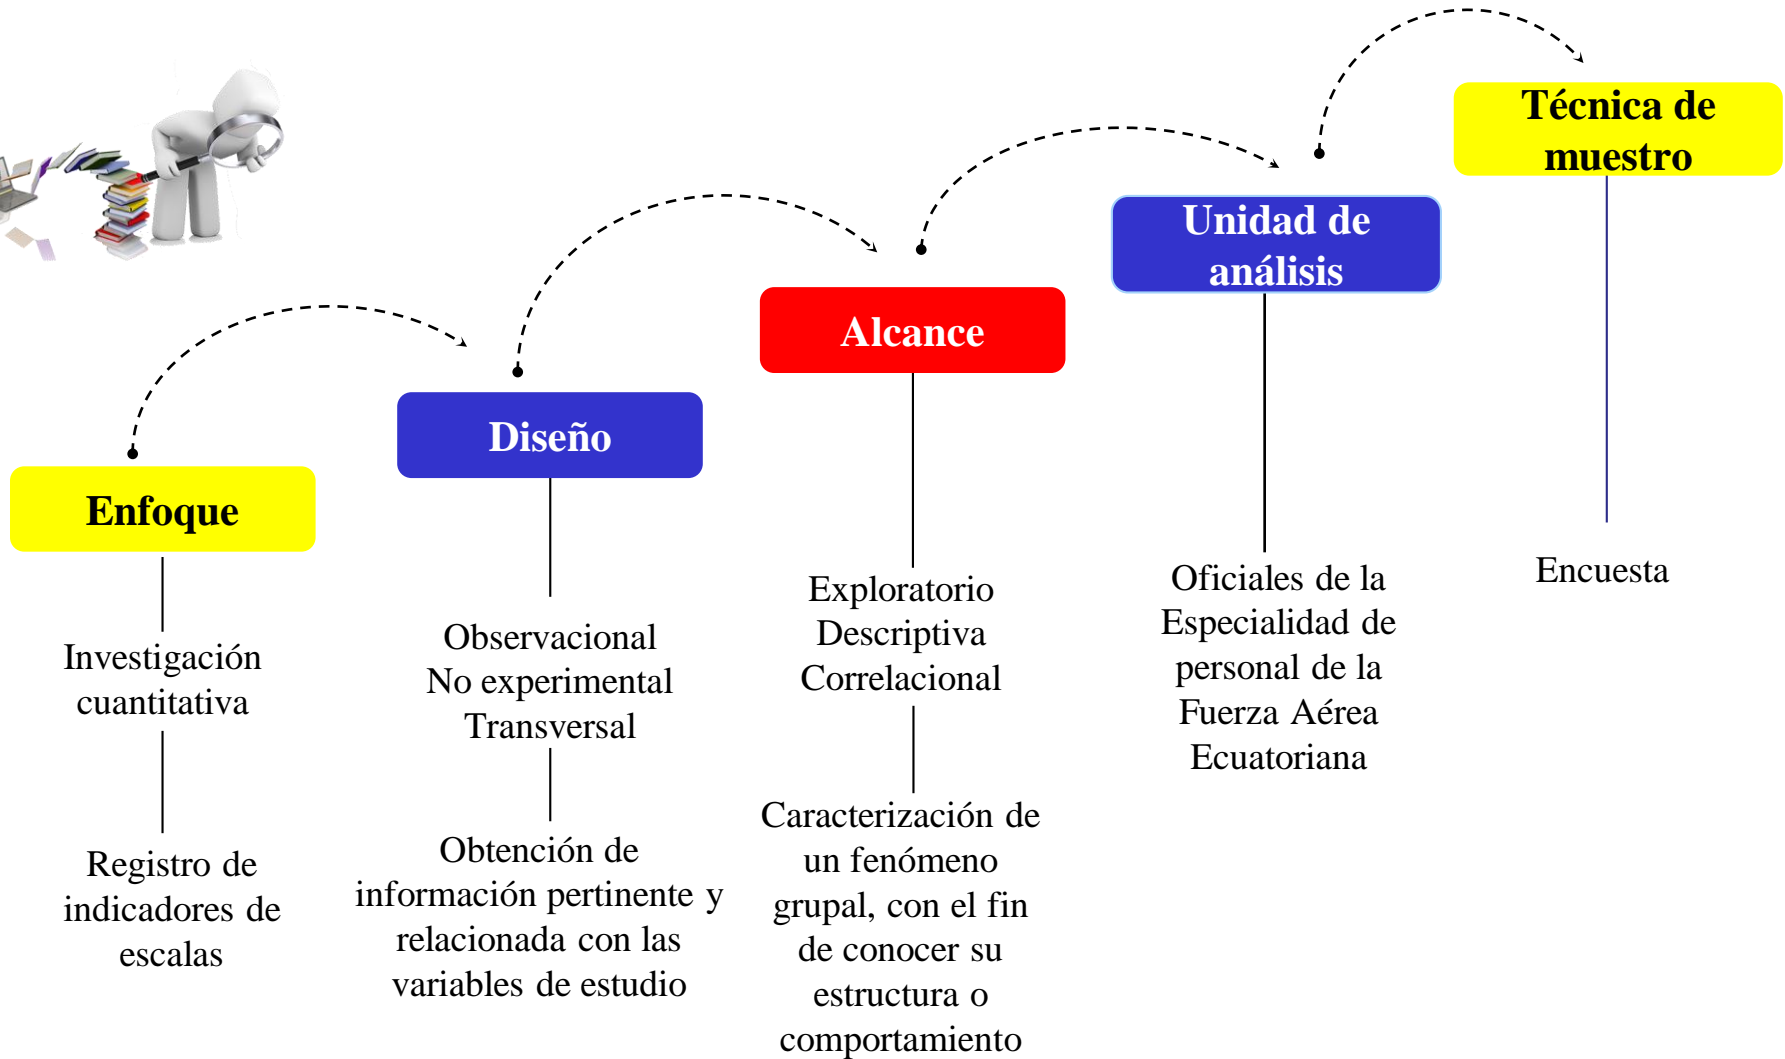 Enfoque
Investigación
cuantitativa
Registro de
indicadores de
escalas
Diseño
Observacional
No experimental
Transversal
Obtención de
información pertinente y
relacionada con las
variables de estudio
Alcance
Exploratorio
Descriptiva
Correlacional
Caracterización de
un fenómeno
grupal, con el fin
de conocer su
estructura o
comportamiento
Unidad de
análisis
Oficiales de la
Especialidad de
personal de la
Fuerza Aérea
Ecuatoriana
Técnica de
muestro
Encuesta